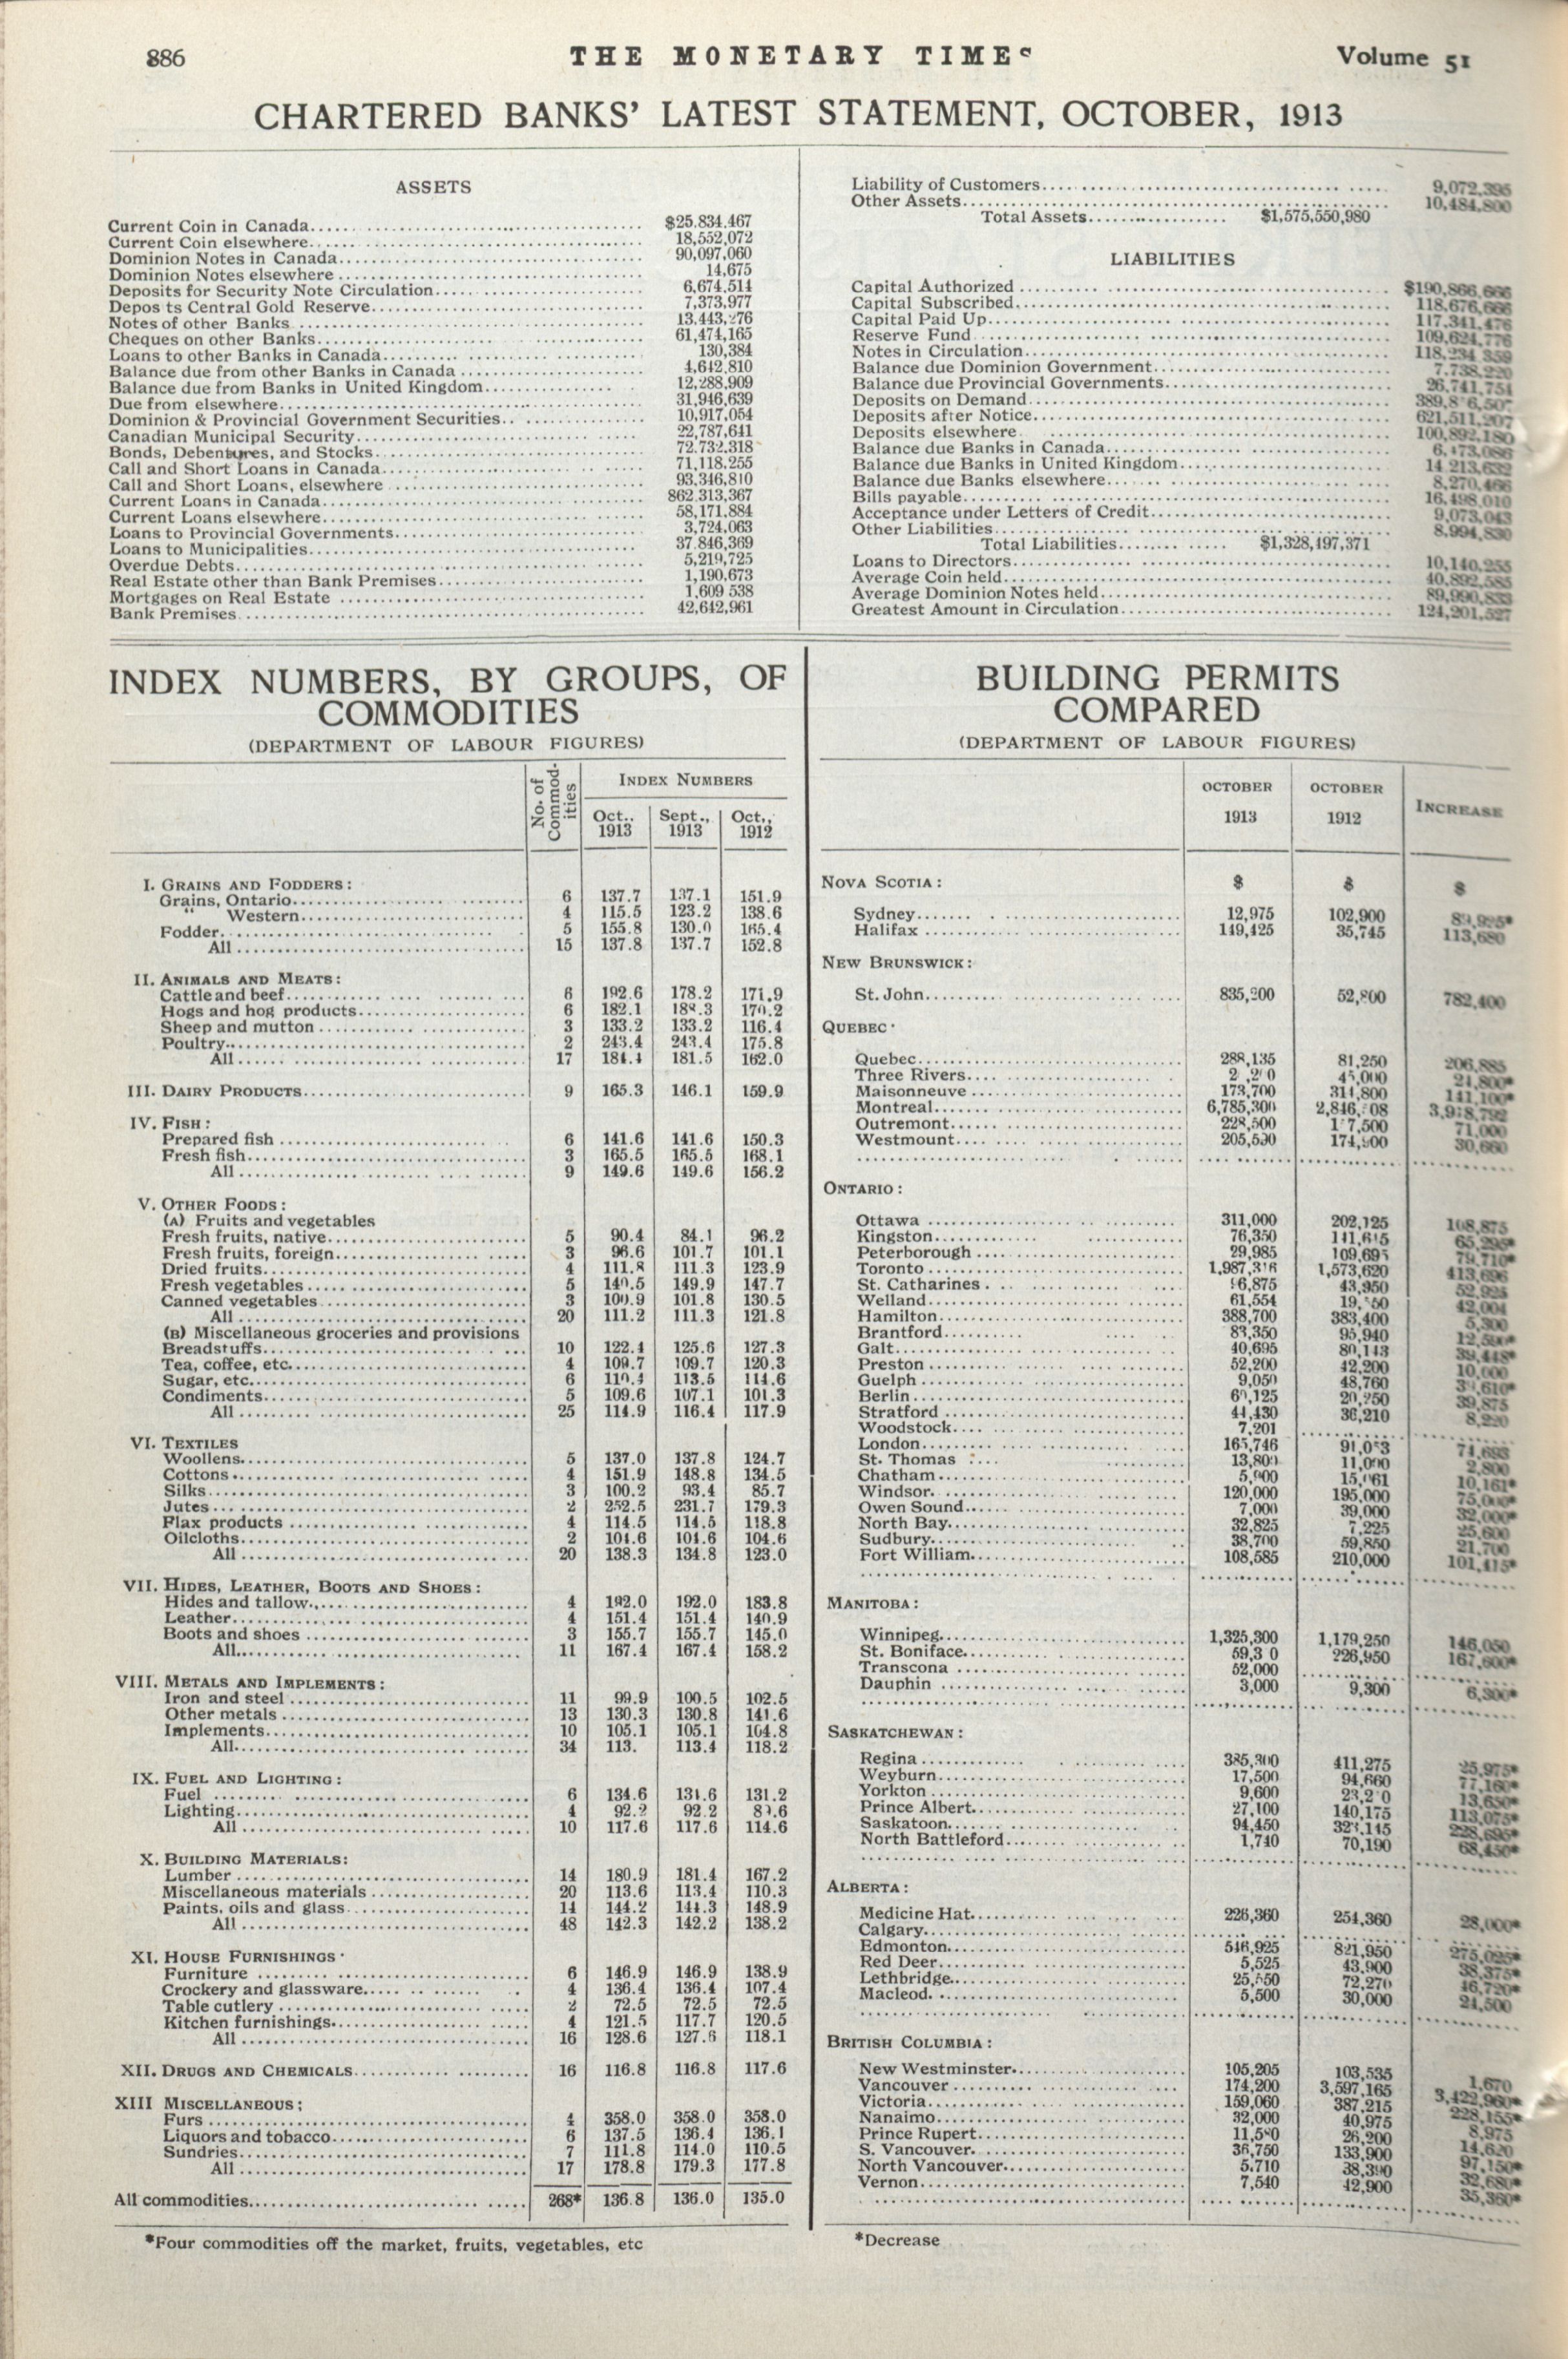 886 THE MONETARY TIMES Volume 51
CHARTERED BANKS' LATEST STATEMENT, OCTOBER, 1913
ASSETS
Current Coin in Canada $25,834,467
Current Coin elsewhere 18,552,072
Dominion Notes in Canada 90,097,060
Dominion Notes elsewhere 14,675
Deposits for Security Note Circulation 6,674,514
Depos ts Central Gold Reserve 7,373,977
Notes of other Banks 13,443,276
Cheques on other Banks 61,474,165
Loans to other Banks in Canada 130,384
Balance due from other Banks in Canada 4,642,810
Balance due from Banks in United Kingdom 12,288,909
Due from elsewhere 31,946,639
Dominion & Provincial Government Securities 10,917,054
Canadian Municipal Security 22,787,641
Bonds, Debentures, and Stocks 72,732,318
Call and Short Loans in Canada 71,118,255
Call and Short Loans, elsewhere 93,346,810
Current Loans in Canada 862,313,367
Current Loans elsewhere 58,171,884
Loans to Provincial Governments 3,724,063
Loans to Municipalities 37,846,369
Overdue Debts 5,219,725
Real Estate other than Bank Premises 1,190,673
Mortgages on Real Estate 1,609 538
Bank Premises 42,642,961
Liability of Customers 9,072,396
Other Assets 10,484,800
Total Assets $1,575,550,980
LIABILITIES
Capital Authorized $190,866,666
Capital Subscribed 118,676,666
Capital Paid Up 117,341,476
Reserve Fund 109,624,776
Notes in Circulation 118,234 359
Balance due Dominion Government 7,738,220
Balance due Provincial Governments 26,741,754
Deposits on Demand
Deposits after Notice 621,511,207
Deposits elsewhere 100,892,180
Balance due Banks in Canada
Balance due Banks in United Kingdom 14 213,632
Balance due Banks elsewhere 8,270,466
Bills payable 16,498,010
Acceptance under Letters of Credit 9,073,043
Other Liabilities 8,994,830
Total Liabilities $1,328,497,371
Loans to Directors 10,140,255
Average Coin held 40,892,585
Average Dominion Notes held 89,990,833
Greatest Amount in Circulation 124,201,527
INDEX NUMBERS, BY GROUPS, OF
COMMODITIES
(DEPARTMENT OF LABOUR FIGURES)
No. of Commodities INDEX NUMBERS
Oct., 1913 Sept., 1913 Oct., 1912
I. GRAINS AND FODDERS:
Grains, Ontario 6 137.7 137.1 151.9
" Western 4 115.5 123.2 138.6
Fodder 5 155.8 130.0 165.4
All 15 137.8 137.7 152.8
II. ANIMALS AND MEATS:
Cattle and beef 6 192.6 178.2 171.9
Hogs and hog products 6 182.1 188.3 170.2
Sheep and mutton 3 133.2 133.2 116.4
Poultry 2 243.4 243.4 175.8
All 17 184.4 181.5 162.0
III. DAIRY PRODUCTS 9 165.3 146.1 159.9
IV. FISH:
Prepared fish 6 141.6 141.6 150.3
Fresh fish 3 165.5 165.5 168.1
All 9 149.6 149.6 156.2
V. OTHER FOODS:
(A) Fruits and vegetables
Fresh fruits, native 5 90.4 84.1 96.2
Fresh fruits, foreign 3 96.6 101.7 101.1
Dried fruits 4 111.8 111.3 123.9
Fresh vegetables 5 140.5 149.9 147.7
Canned vegetables 3 100.9 101.8 130.5
All 20 111.2 111.3 121.8
(B) Miscellaneous groceries and provisions
Breadstuffs 10 122.4 125.6 127.3
Tea, coffee, etc. 4 109.7 109.7 120.3
Sugar, etc. 6 110.4 113.5 114.6
Condiments 5 109.6 107.1 101.3
All 25 114.9 116.4 117.9
VI. TEXTILES
Woollens 5 137.0 137.8 124.7
Cottons 4 151.9 148.8 134.5
Silks 3 100.2 93.4 85.7
Jutes 2 252.5 231.7 179.3
Flax products 4 114.5 114.5 118.8
Oilcloths 2 104.6 104.6 104.6
All 20 138.3 134.8 123.0
VII. HIDES, LEATHER, BOOTS AND SHOES:
Hides and tallow 4 192.0 192.0 183.8
Leather 4 151.4 151.4 140.9
Boots and shoes 3 155.7 155.7 145.0
All 11 167.4 167.4 158.2
VIII. METALS AND IMPLEMENTS:
Iron and steel 11 99.9 100.5 102.5
Other metals 13 130.3 130.8 141.6
Implements 10 105.1 105.1 104.8
All 34 113. 113.4 118.2
IX. FUEL AND LIGHTING:
Fuel 6 134.6 134.6 131.2
Lighting 4 92.2 92.2
All 10 117.6 117.6 114.6
X. BUILDING MATERIALS:
Lumber 14 180.9 181.4 167.2
Miscellaneous materials 20 113.6 113.4 110.3
Paints, oils and glass 14 144.2 144.3 148.9
All 48 142.3 142.2 138.2
XI. HOUSE FURNISHINGS
Furniture 6 146.9 146.9 138.9
Crockery and glassware 4 136.4 136.4 107.4
Table cutlery 2 72.5 72.5 72.5
Kitchen furnishings 4 121.5 117.7 120.5
All 16 128.6 127.6 118.1
XII. DRUGS AND CHEMICALS 16 116.8 116.8 117.6
XIII MISCELLANEOUS:
Furs 4 358.0 358.0 358.0
Liquors and tobacco 6 137.5 136.4 136.1
Sundries 7 111.8 114.0 110.5
All 17 178.8 179.3 177.8
All commodities 268* 136.8 136.0 135.0
*Four commodities off the market, fruits, vegetables, etc
BUILDING PERMITS
COMPARED
(DEPARTMENT OF LABOUR FIGURES)
OCTOBER 1913 OCTOBER 1912 INCREASE
NOVA SCOTIA: $ $ $
Sydney 12,975 102,900
Halifax 149,425 35,745 113,680
NEW BRUNSWICK:
St. John 835,200 52,800 782,400
QUEBEC
Quebec 288,135 81,250 206,885
Three Rivers 21,800*
Maisonneuve 173,700 314,800 141,100*
Montreal 6,785,300
Outremont 228,500 71,000
Westmount 205,530
ONTARIO:
Ottawa 311,000 202,125 108,875
Kingston 76,350 141,645 65,295*
Peterborough 29,985 109,695 79,710*
Toronto 1,987,316 1,573,620 413,696
St. Catharines 43,950 52,925
Welland 61,554 42,004
Hamilton 388,700 383,400 5,300
Brantford 83,350 95,940
Galt 40,695 80,143 39,448*
Preston 52,200 42,200 10,000
Guelph 9,050 48,760
Berlin 60,125 20,250 39,875
Stratford 44,430 36,210 8,220
Woodstock 7,201
London 165,746 91,053 74,693
St. Thomas 13,800 11,000 2,800
Chatham 5,000 15,161 10,161*
Windsor 120,000 195,000 75,000*
Owen Sound 7,000 39,000 32,000*
North Bay 32,825 7,225 25,600
Sudbury 38,700 59,850 21,700
Fort William 108,585 210,000 101,415*
MANITOBA:
Winnipeg 1,325,300 1,179,250 146,050
St. Boniface 59,3 0 226,950 167,600*
Transcona 52,000
Dauphin 3,000 9,300 6,300*
SASKATCHEWAN:
Regina 385,300 411,275 25,975*
Weyburn 17,500 94,660 77,160*
Yorkton 9,600 23,2 0 13,650*
Prince Albert 27,100 140,175 113,075*
Saskatoon 94,450 323,145 228,695*
North Battleford 1,740 70,190 68,450*
ALBERTA:
Medicine Hat 226,360 254,360 28,000*
Calgary
Edmonton 546,925 821,950 275,025*
Red Deer 5,525 43,900 38,375*
Lethbridge 25,550 72,270 46,720*
Macleod 5,500 30,000 24,500
BRITISH COLUMBIA:
New Westminster 105,205 103,535 1,670
Vancouver 174,200 3,597,165 3,422,960*
Victoria 159,060 387,215 228,155*
Nanaimo 32,000 40,975 8,975
Prince Rupert 11,580 26,200 14,620
S. Vancouver 36,750 133,900 97,150*
North Vancouver 5,710 38,390 32,680*
Vernon 7,540 42,900 35,360*
*Decrease